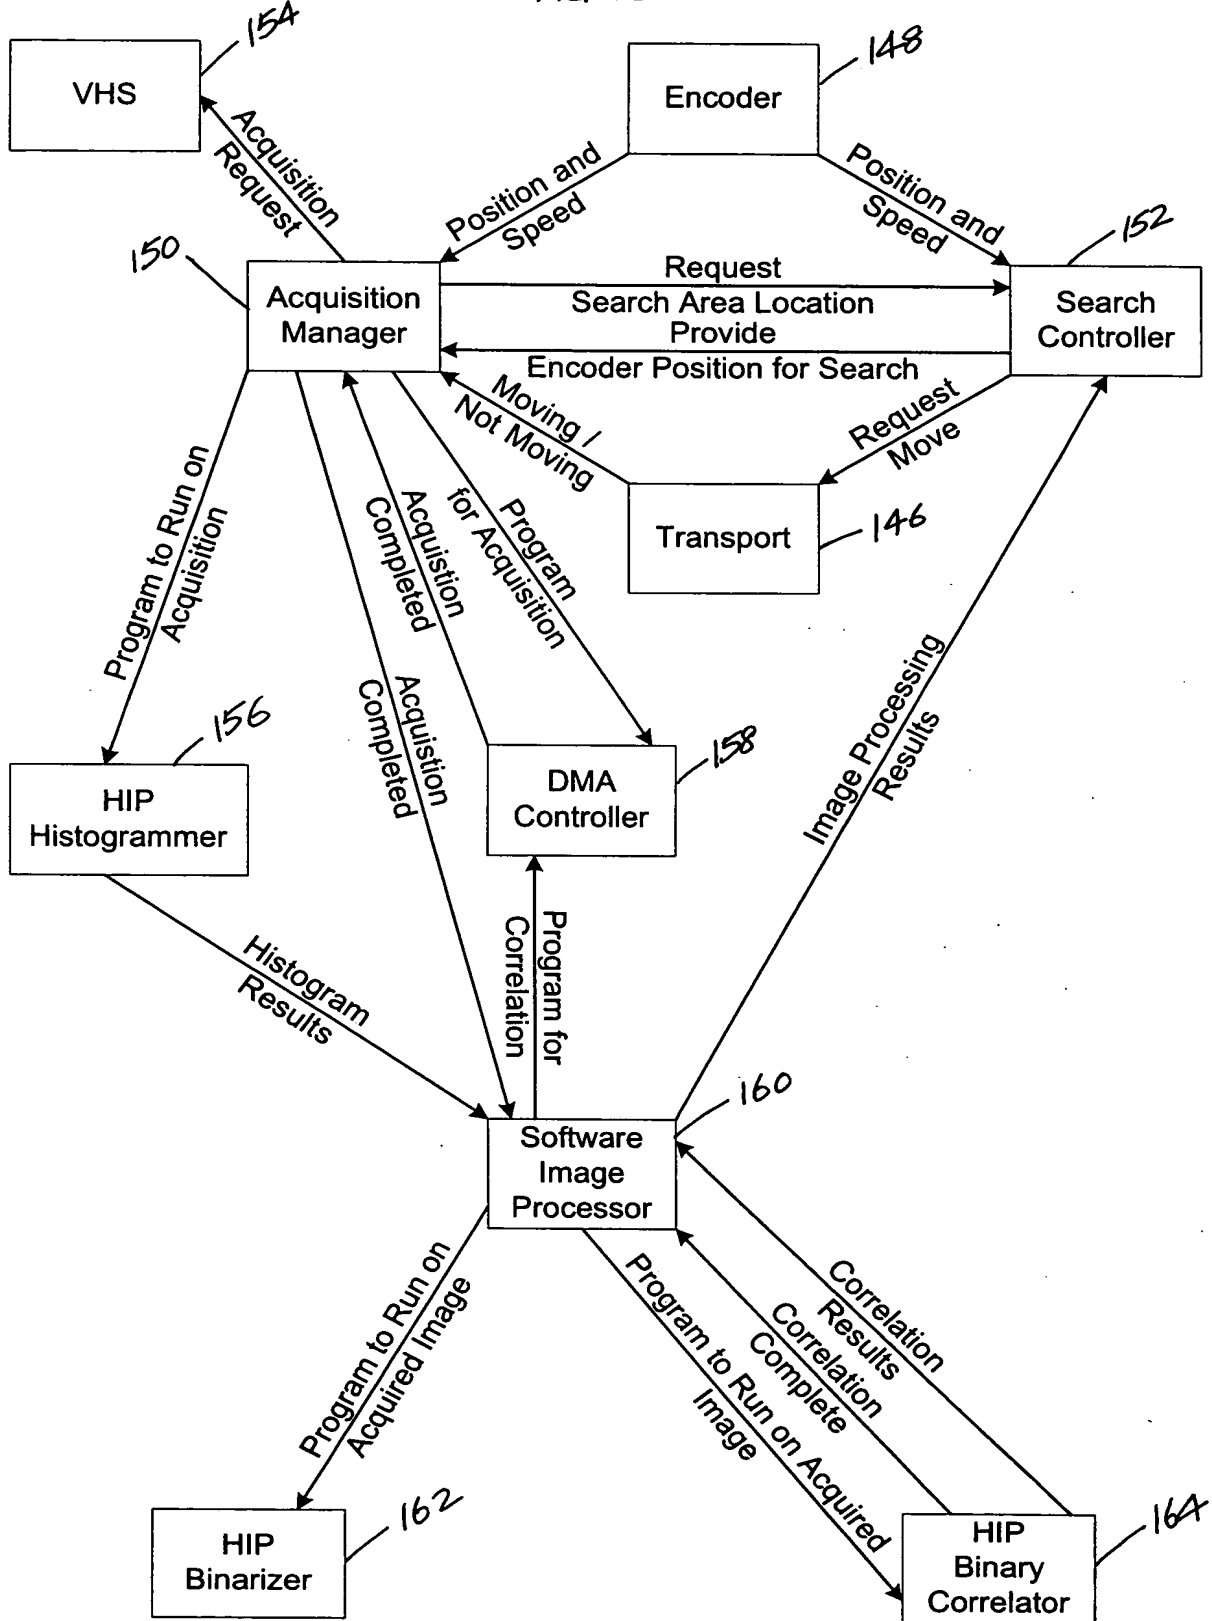 154
VHS
148
Encoder
Acquisition
Request
Position and
Speed
Position and
Speed
152
150
Acquisition
Manager
Request
Search Area Location
Provide
Encoder Position for Search
Search
Controller
Moving /
Not Moving
Request
Move
Transport
146
Program to Run on
Acquisition
Acquistion
Completed
Program
for Acquisition
Acquistion
Completed
Image Processing
Results
156
HIP
Histogrammer
158
DMA
Controller
Histogram
Results
Program for
Correlation
160
Software
Image
Processor
Program to Run on
Acquired Image
Program to Run on Acquired
Image
Correlation
Complete
Correlation
Results
162
HIP
Binarizer
164
HIP
Binary
Correlator